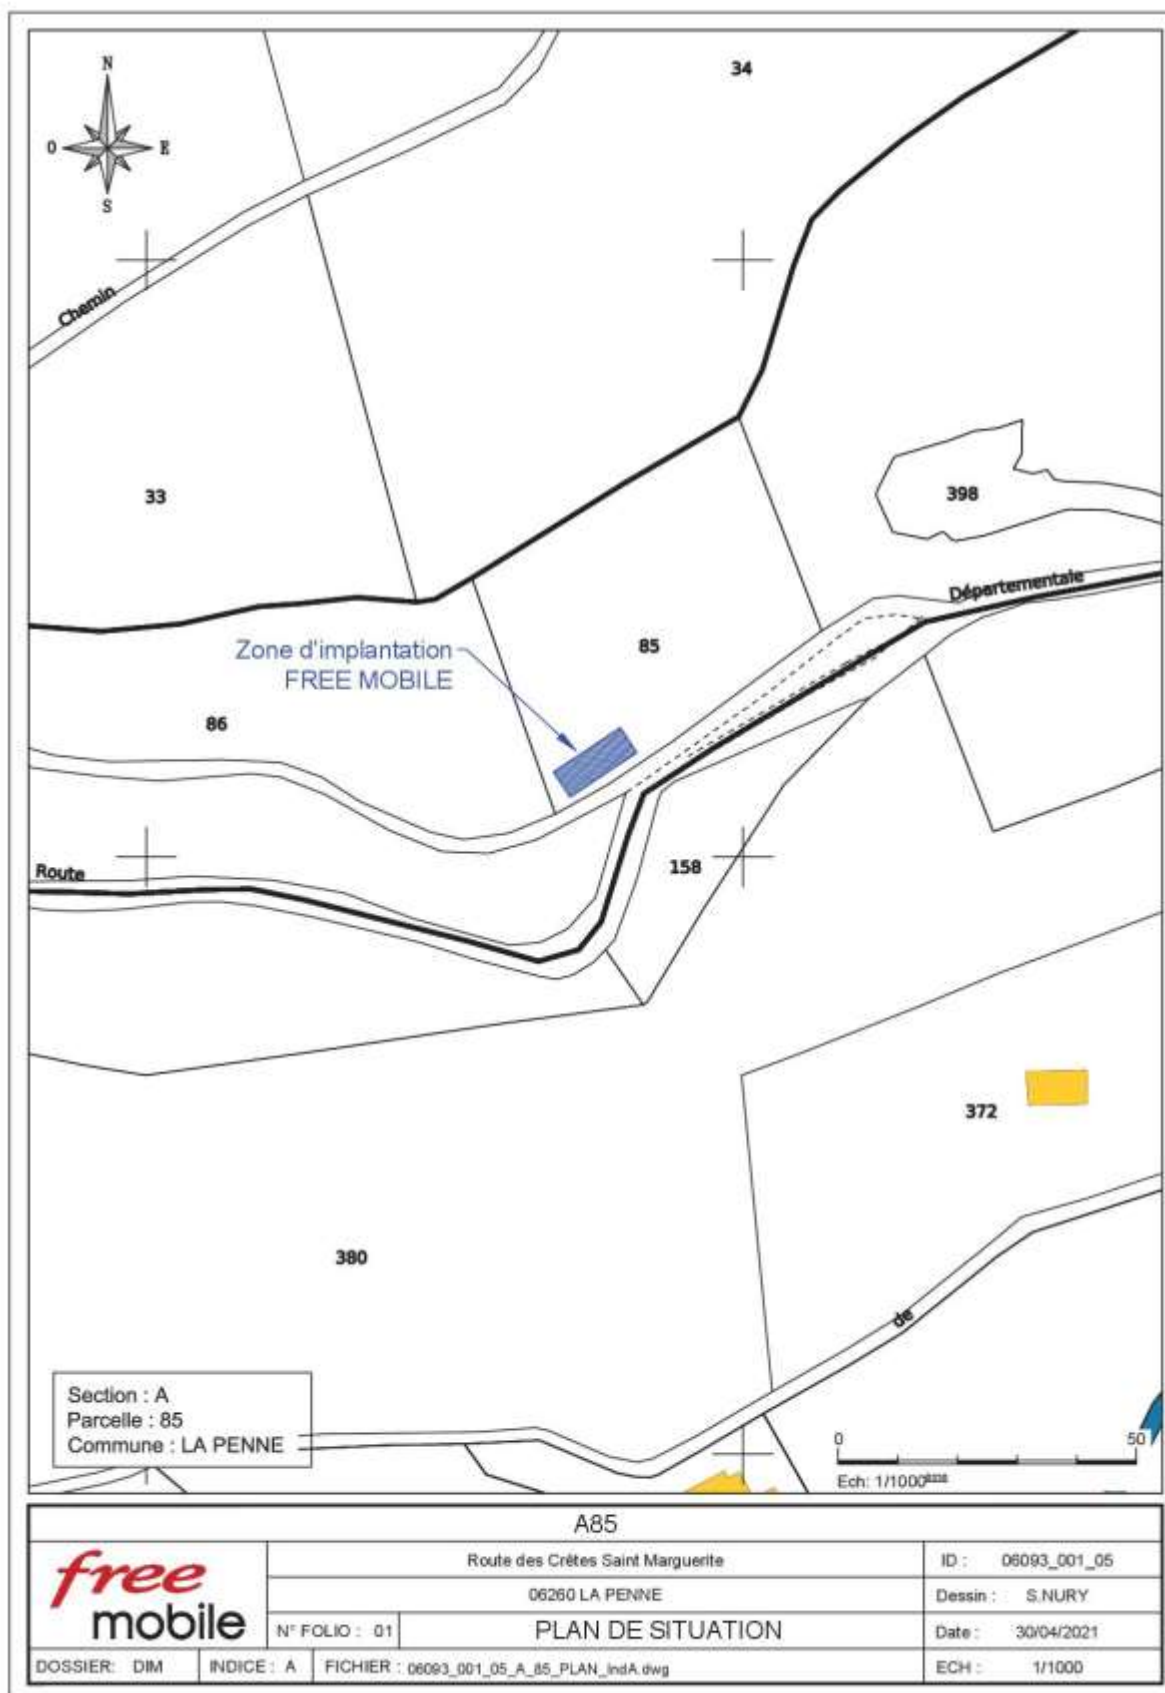 N
O E
S
34
Chemin
33
398
Départementale
Zone d'implantation
FREE MOBILE
85
86
Route
158
372
380
de
Section : A
Parcelle : 85
Commune : LA PENNE
0 50
Ech: 1/1000
A85
free
mobile
Route des Crêtes Saint Marguerite
06260 LA PENNE
N° FOLIO : 01
PLAN DE SITUATION
ID : 06093_001_05
Dessin : S.NURY
Date : 30/04/2021
DOSSIER: DIM
INDICE : A
FICHIER : 06093_001_05_A_85_PLAN_IndA.dwg
ECH : 1/1000